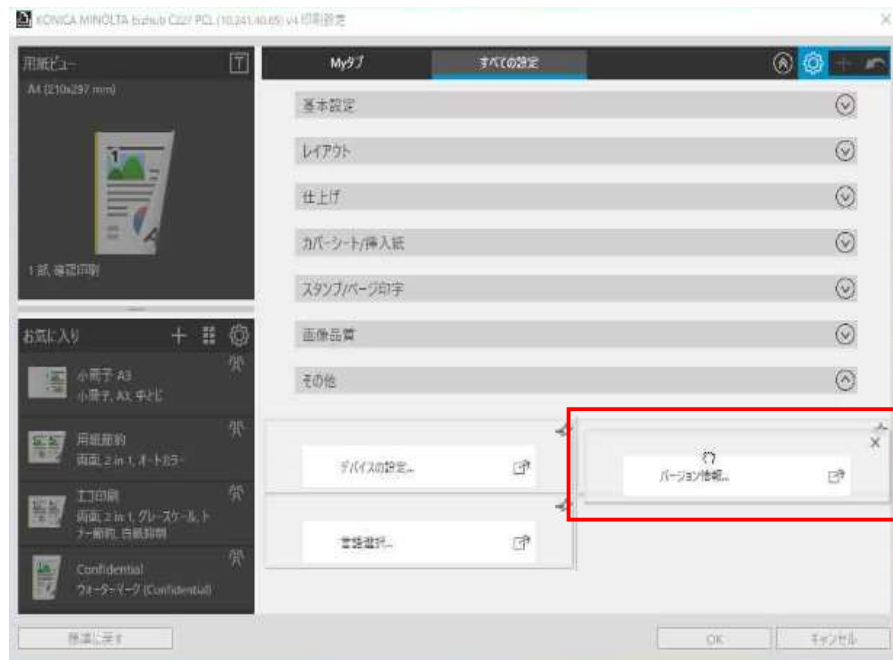 KONICA MINOLTA bizhub C227 PCL (10.241.40.65) v4 印刷設定
用紙ビュー
A4 (210x297 mm)
1
1 部, 確認印刷
お気に入り
小冊子 A3
小冊子, A3, 中とじ
用紙節約
両面, 2 in 1, オートカラー
エコ印刷
両面, 2 in 1, グレースケール, ト
ナー節約, 白紙抑制
Confidential
ウォーターマーク (Confidential)
Myタブ
すべての設定
基本設定
レイアウト
仕上げ
カバーシート/挿入紙
スタンプ/ページ印字
画像品質
その他
デバイスの設定...
バージョン情報...
言語選択...
標準に戻す
OK
キャンセル